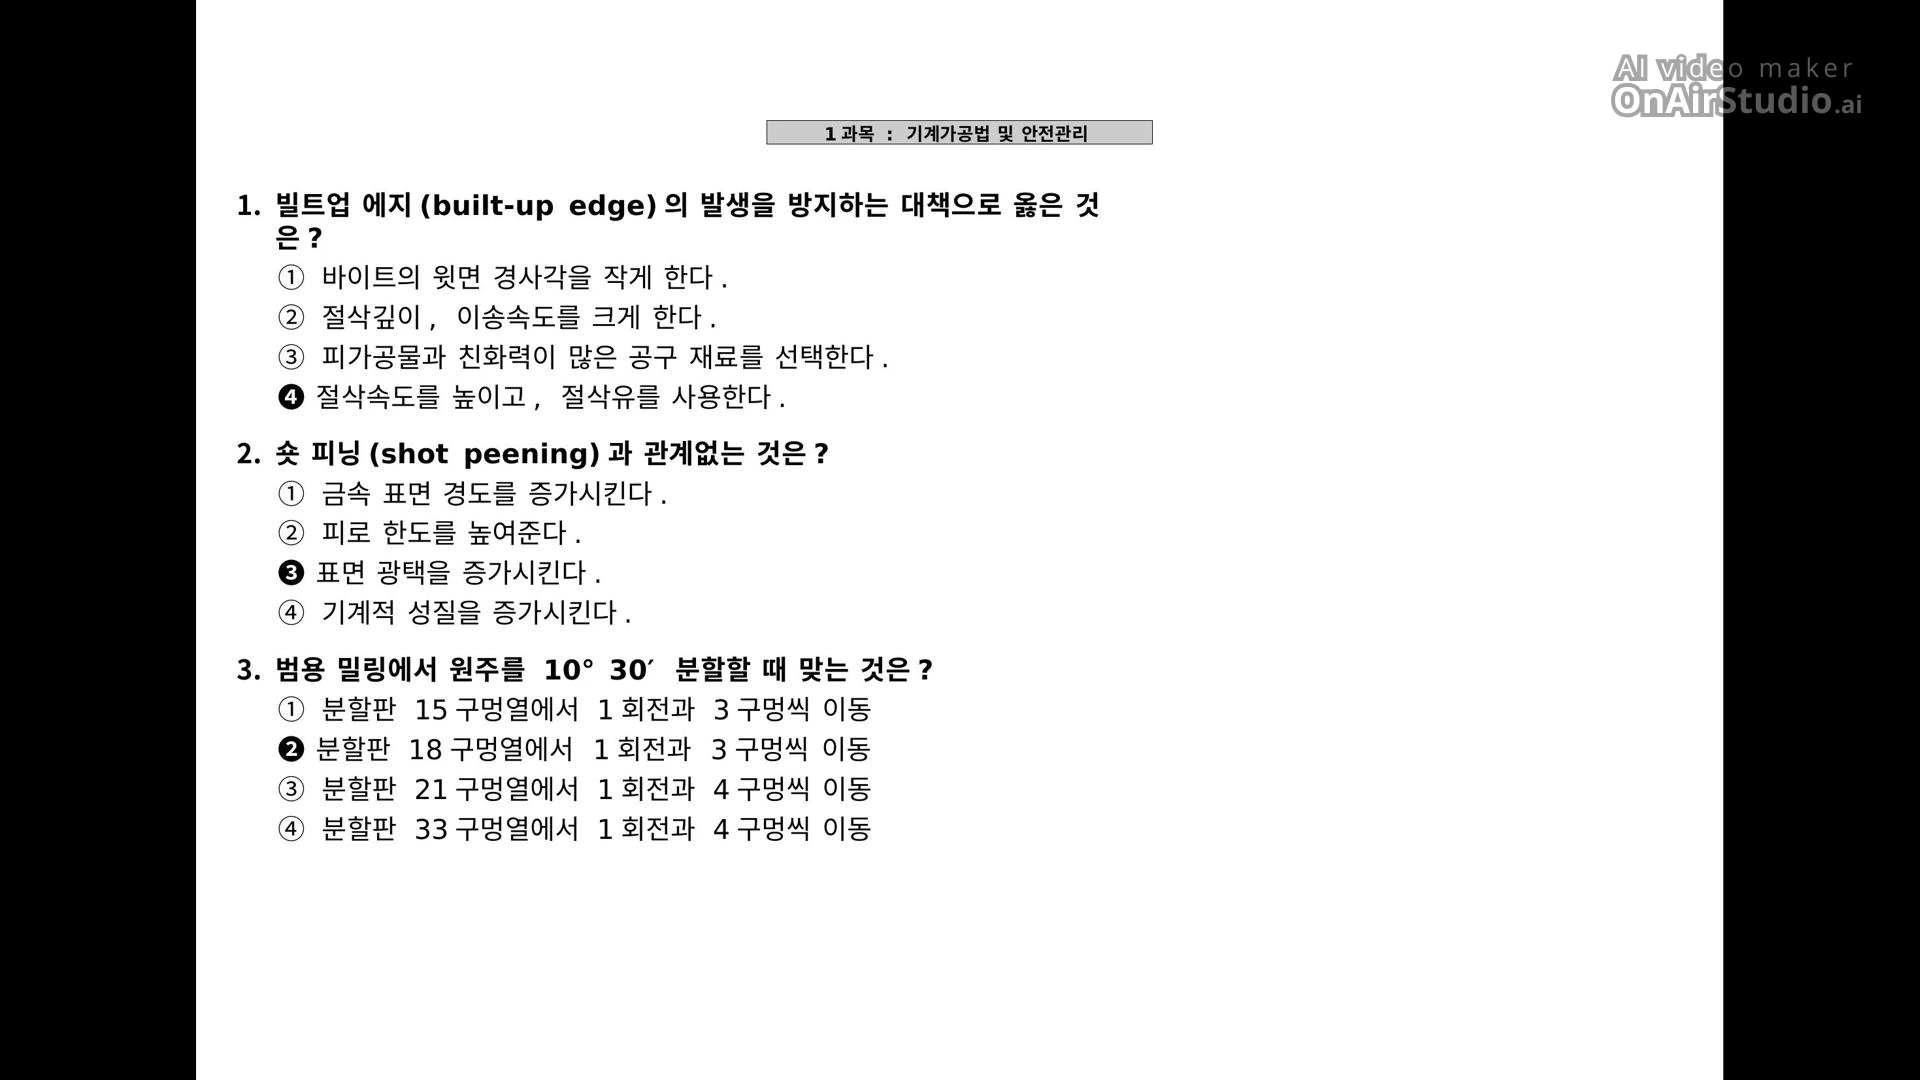 AI video maker
OnAirStudio.ai
1과목 : 기계가공법 및 안전관리
1. 빌트업 에지(built-up edge)의 발생을 방지하는 대책으로 옳은 것
은?
① 바이트의 윗면 경사각을 작게 한다.
② 절삭깊이, 이송속도를 크게 한다.
③ 피가공물과 친화력이 많은 공구 재료를 선택한다.
❹ 절삭속도를 높이고, 절삭유를 사용한다.
2. 숏 피닝(shot peening)과 관계없는 것은?
① 금속 표면 경도를 증가시킨다.
② 피로 한도를 높여준다.
❸ 표면 광택을 증가시킨다.
④ 기계적 성질을 증가시킨다.
3. 범용 밀링에서 원주를 10° 30′ 분할할 때 맞는 것은?
① 분할판 15구멍열에서 1회전과 3구멍씩 이동
❷ 분할판 18구멍열에서 1회전과 3구멍씩 이동
③ 분할판 21구멍열에서 1회전과 4구멍씩 이동
④ 분할판 33구멍열에서 1회전과 4구멍씩 이동